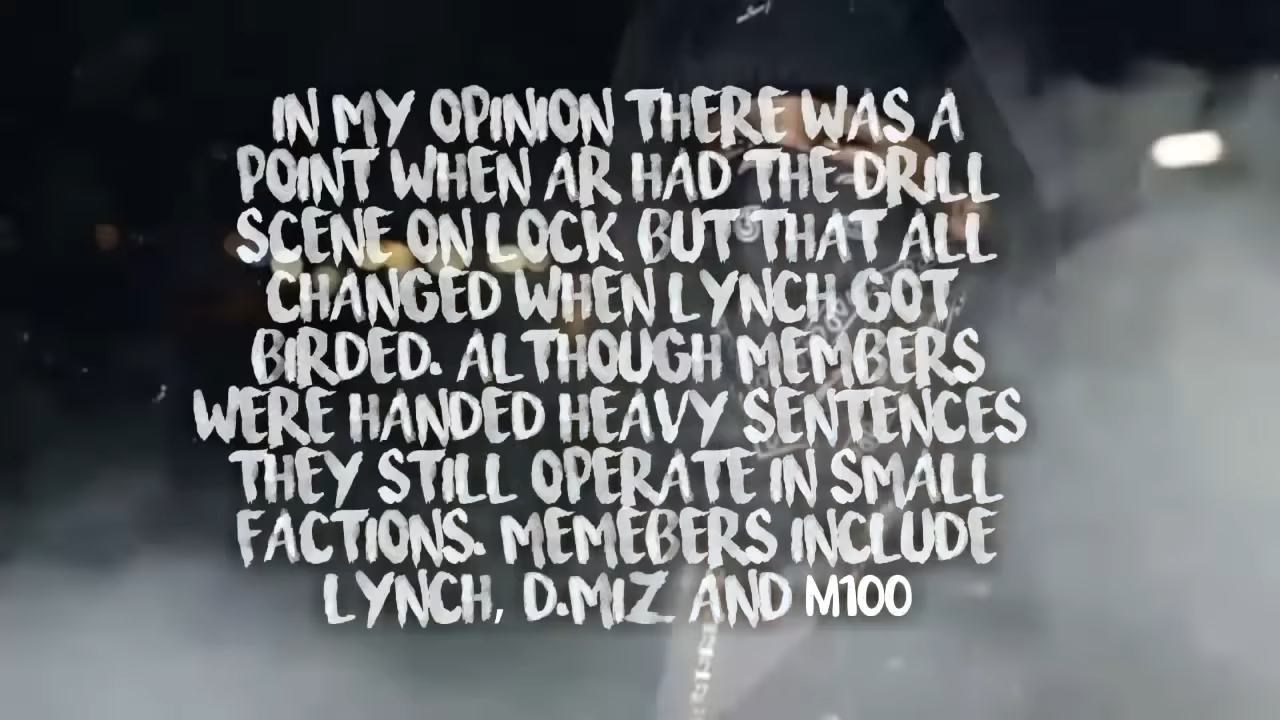 IN MY OPINION THERE WAS A
POINT WHEN AR HAD THE DRILL
SCENE ON LOCK BUT THAT ALL
CHANGED WHEN LYNCH GOT
BIRDED. ALTHOUGH MEMBERS
WERE HANDED HEAVY SENTENCES
THEY STILL OPERATE IN SMALL
FACTIONS. MEMEBERS INCLUDE
LYNCH, D.MIZ AND M100